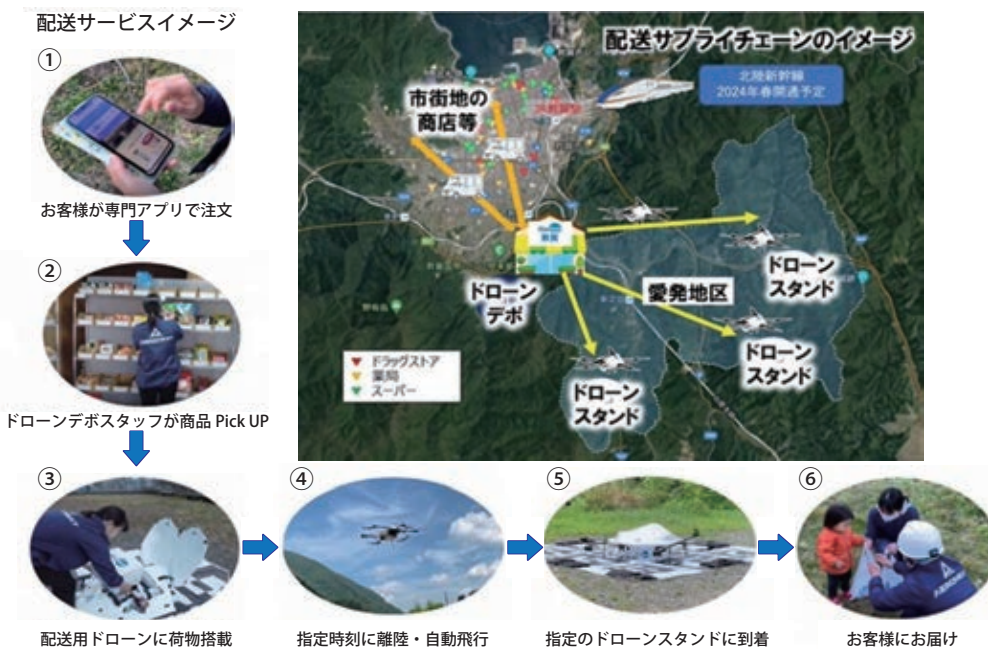 配送サービスイメージ
①
お客様が専門アプリで注文
②
ドローンデポスタッフが商品 Pick UP
③
配送用ドローンに荷物搭載
④
指定時刻に離陸・自動飛行
⑤
指定のドローンスタンドに到着
⑥
お客様にお届け
配送サプライチェーンのイメージ
北陸新幹線
2024年春開通予定
市街地の
商店等
ドローン
デポ
愛発地区
ドローン
スタンド
ドローン
スタンド
ドローン
スタンド
ドラッグストア
薬局
スーパー